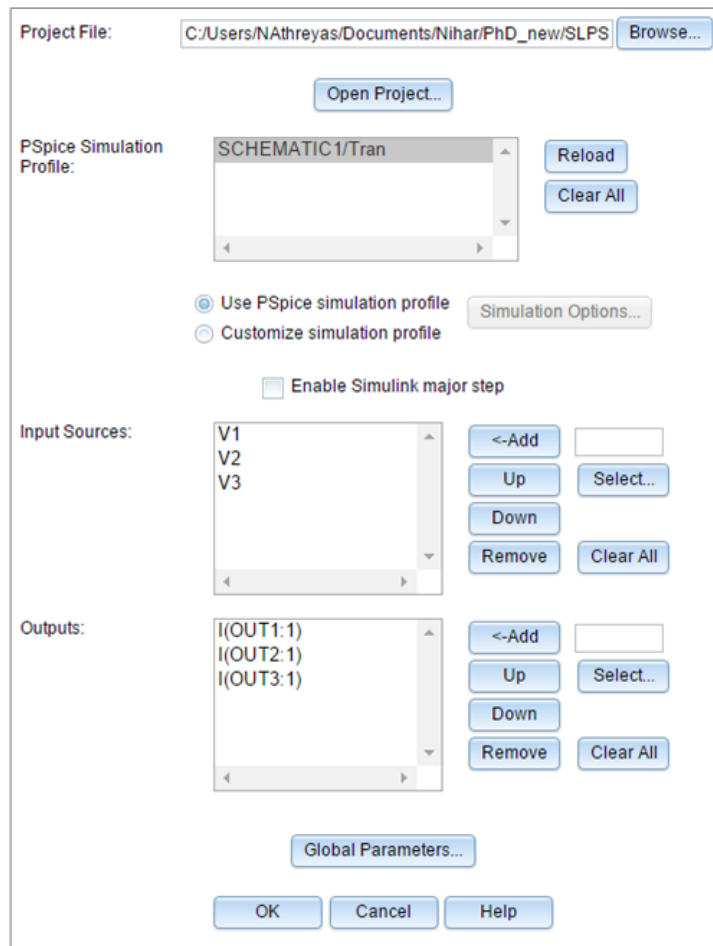 Project File: C:/Users/NAthreyas/Documents/Nihar/PhD_new/SLPS Browse...
Open Project...
PSpice Simulation Profile:
SCHEMATIC1/Tran
Reload
Clear All
Use PSpice simulation profile
Customize simulation profile
Simulation Options...
Enable Simulink major step
Input Sources:
V1
V2
V3
<-Add
Up Select...
Down
Remove Clear All
Outputs:
I(OUT1:1)
I(OUT2:1)
I(OUT3:1)
<-Add
Up Select...
Down
Remove Clear All
Global Parameters...
OK Cancel Help